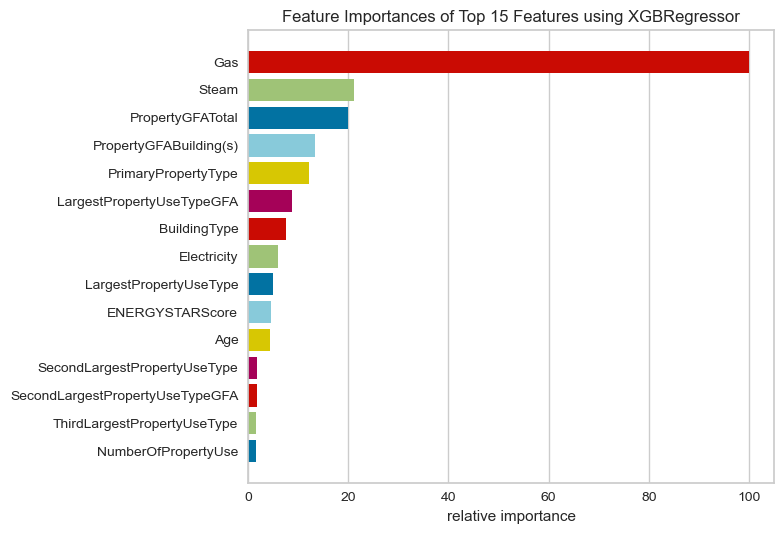 Feature Importances of Top 15 Features using XGBRegressor
Gas
Steam
PropertyGFATotal
PropertyGFABuilding(s)
PrimaryPropertyType
LargestPropertyUseTypeGFA
BuildingType
Electricity
LargestPropertyUseType
ENERGYSTARScore
Age
SecondLargestPropertyUseType
SecondLargestPropertyUseTypeGFA
ThirdLargestPropertyUseType
NumberOfPropertyUse
0 20 40 60 80 100
relative importance